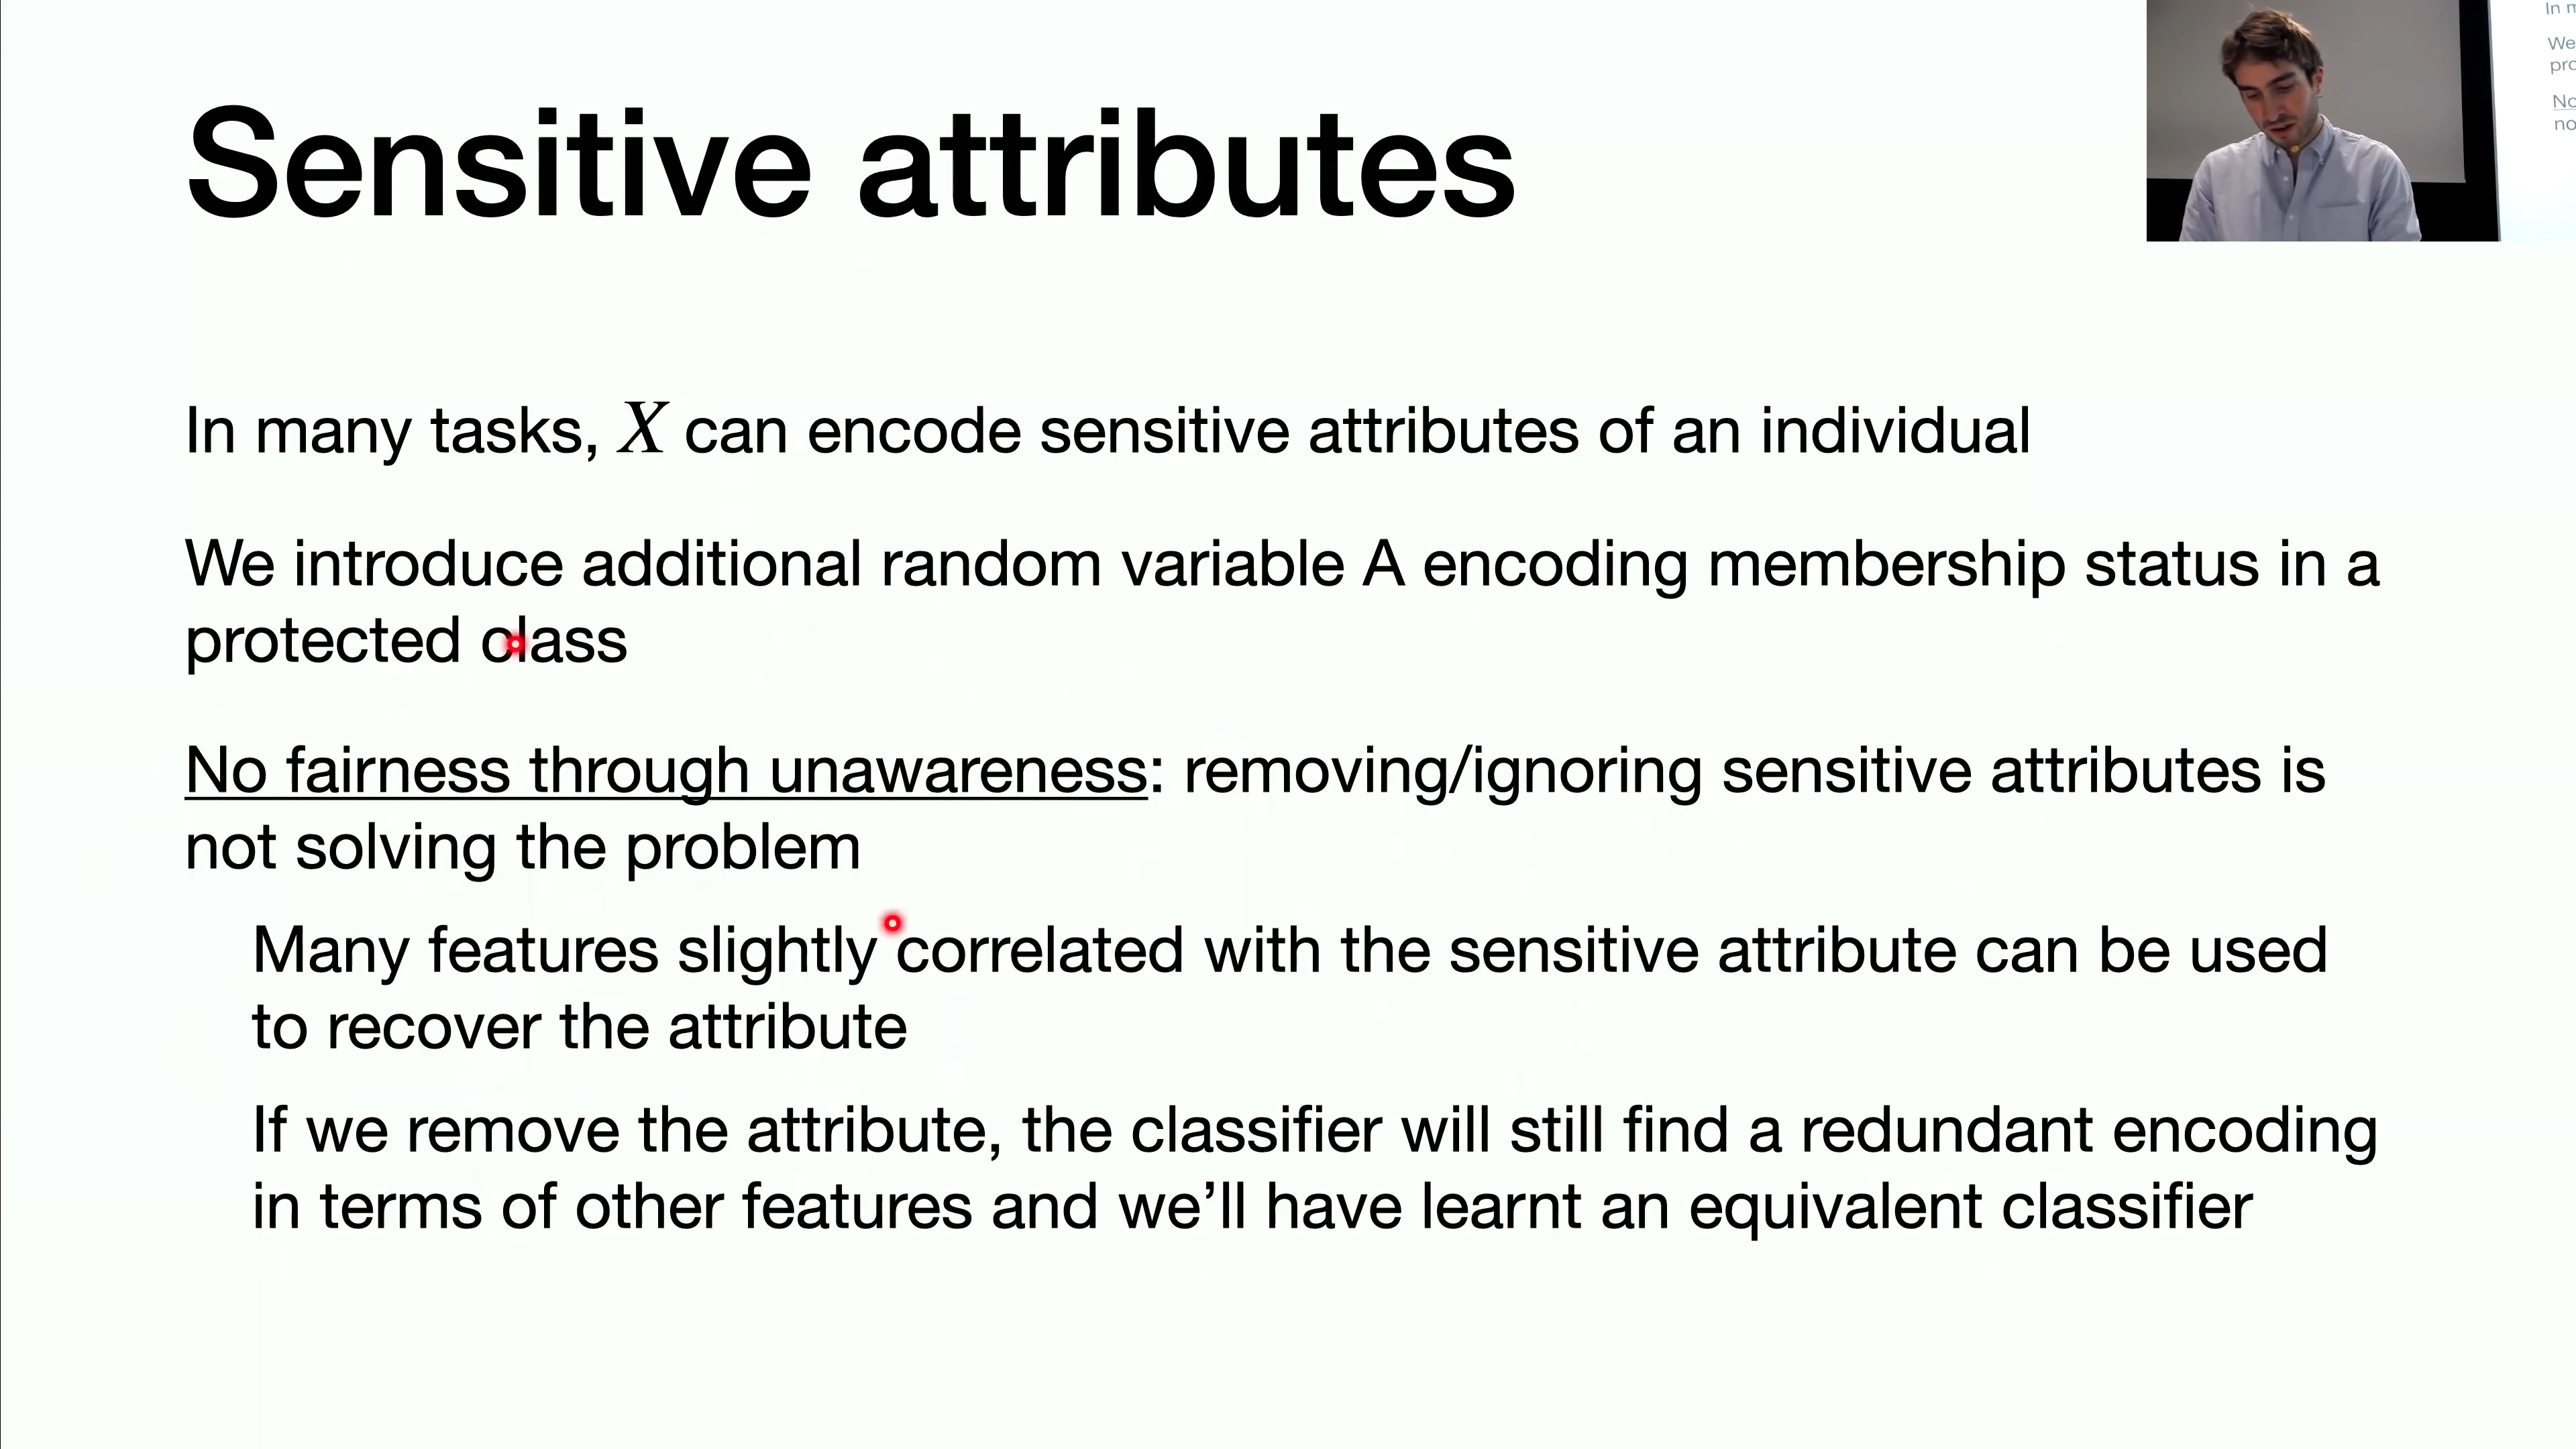 Sensitive attributes
In many tasks, X can encode sensitive attributes of an individual
We introduce additional random variable A encoding membership status in a
protected class
No fairness through unawareness: removing/ignoring sensitive attributes is
not solving the problem
Many features slightly correlated with the sensitive attribute can be used
to recover the attribute
If we remove the attribute, the classifier will still find a redundant encoding
in terms of other features and we’ll have learnt an equivalent classifier
In
We